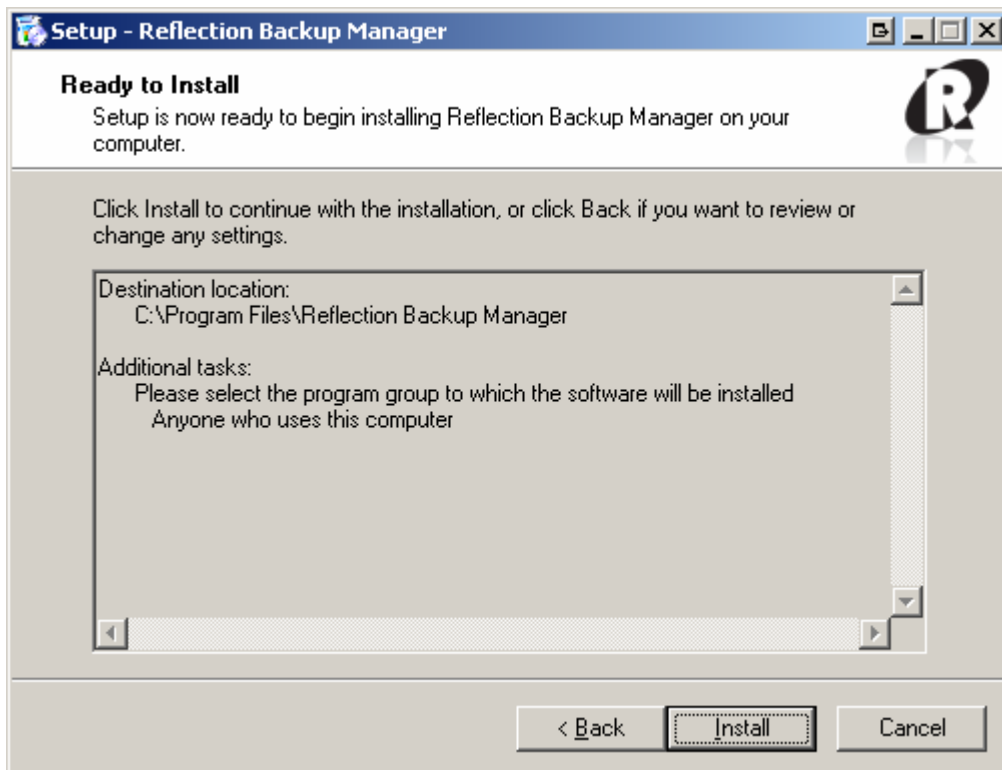 Setup - Reflection Backup Manager
Ready to Install
Setup is now ready to begin installing Reflection Backup Manager on your
computer.
R
Click Install to continue with the installation, or click Back if you want to review or
change any settings.
Destination location:
C:\Program Files\Reflection Backup Manager
Additional tasks:
Please select the program group to which the software will be installed
Anyone who uses this computer
< Back
Install
Cancel